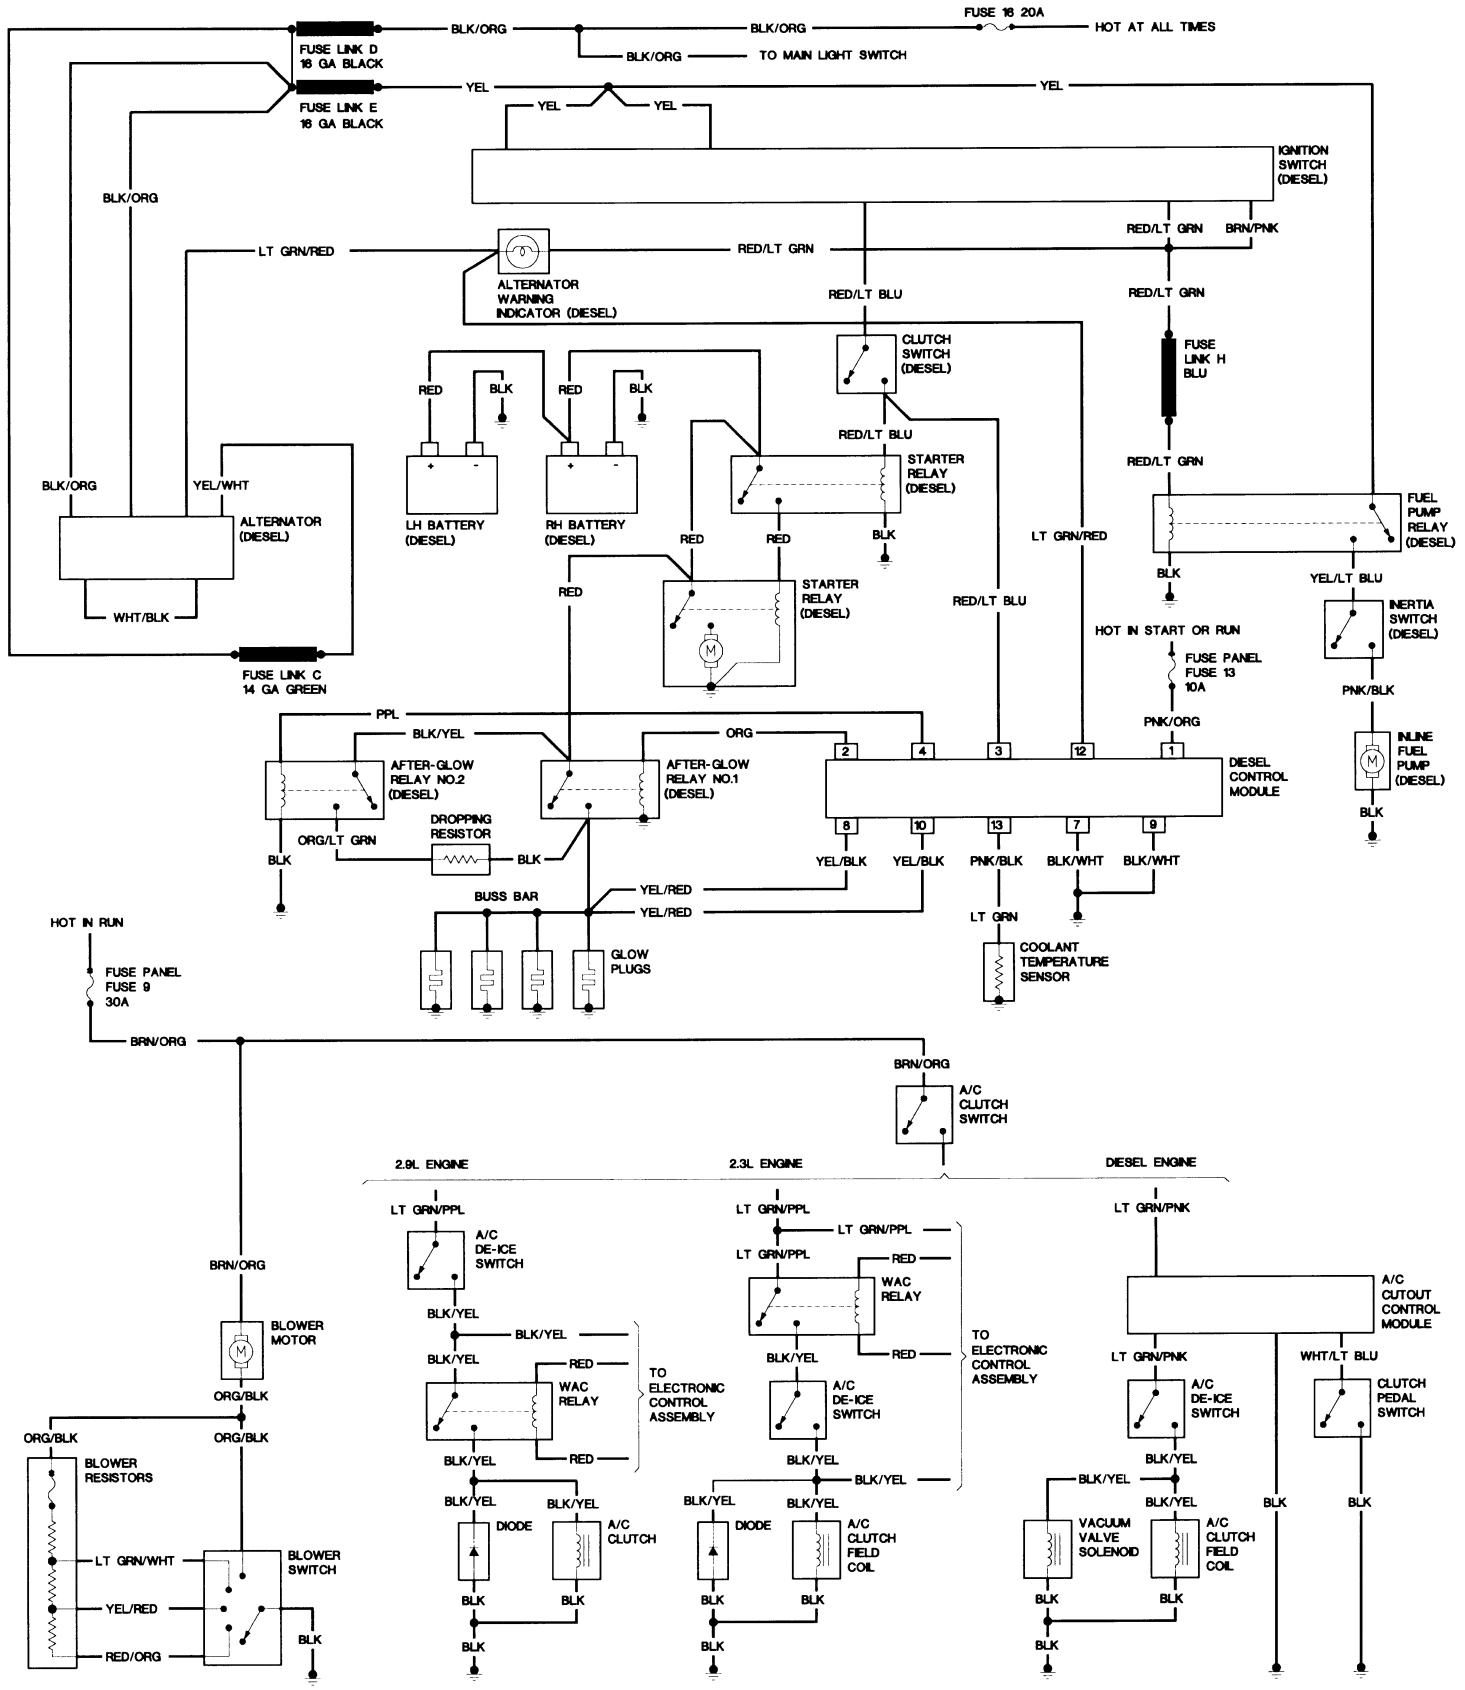 FUSE 16 20A
BLK/ORG
BLK/ORG
HOT AT ALL TIMES
FUSE LINK D
16 GA BLACK
BLK/ORG
TO MAIN LIGHT SWITCH
YEL
YEL
FUSE LINK E
16 GA BLACK
YEL
YEL
IGNITION
SWITCH
(DIESEL)
BLK/ORG
RED/LT GRN
BRN/PNK
LT GRN/RED
RED/LT GRN
ALTERNATOR
WARNING
INDICATOR (DIESEL)
RED/LT BLU
RED/LT GRN
CLUTCH
SWITCH
(DIESEL)
FUSE
LINK H
BLU
RED
BLK
RED
BLK
RED/LT BLU
RED/LT GRN
+
-
+
-
STARTER
RELAY
(DIESEL)
BLK/ORG
YEL/WHT
LH BATTERY
(DIESEL)
RH BATTERY
(DIESEL)
FUEL
PUMP
RELAY
(DIESEL)
ALTERNATOR
(DIESEL)
RED
RED
BLK
LT GRN/RED
BLK
YEL/LT BLU
RED
STARTER
RELAY
(DIESEL)
RED/LT BLU
INERTIA
SWITCH
(DIESEL)
WHT/BLK
M
HOT IN START OR RUN
FUSE PANEL
FUSE 13
10A
FUSE LINK C
14 GA GREEN
PNK/BLK
PPL
PNK/ORG
BLK/YEL
ORG
2
4
3
12
1
INLINE
FUEL
PUMP
(DIESEL)
M
AFTER-GLOW
RELAY NO.2
(DIESEL)
AFTER-GLOW
RELAY NO.1
(DIESEL)
DIESEL
CONTROL
MODULE
BLK
DROPPING
RESISTOR
8
10
13
7
9
ORG/LT GRN
BLK
BLK
YEL/BLK
YEL/BLK
PNK/BLK
BLK/WHT
BLK/WHT
BUSS BAR
YEL/RED
YEL/RED
LT GRN
HOT IN RUN
GLOW
PLUGS
COOLANT
TEMPERATURE
SENSOR
FUSE PANEL
FUSE 9
30A
BRN/ORG
BRN/ORG
A/C
CLUTCH
SWITCH
2.9L ENGINE
2.3L ENGINE
DIESEL ENGINE
LT GRN/PPL
LT GRN/PPL
LT GRN/PNK
A/C
DE-ICE
SWITCH
LT GRN/PPL
LT GRN/PPL
RED
BRN/ORG
WAC
RELAY
A/C
CUTOUT
CONTROL
MODULE
BLK/YEL
BLK/YEL
BLOWER
MOTOR
M
BLK/YEL
RED
RED
BLK/YEL
TO
ELECTRONIC
CONTROL
ASSEMBLY
LT GRN/PNK
WHT/LT BLU
WAC
RELAY
TO
ELECTRONIC
CONTROL
ASSEMBLY
A/C
DE-ICE
SWITCH
A/C
DE-ICE
SWITCH
CLUTCH
PEDAL
SWITCH
ORG/BLK
ORG/BLK
ORG/BLK
BLOWER
RESISTORS
BLK/YEL
RED
BLK/YEL
BLK/YEL
BLK/YEL
BLK/YEL
BLK/YEL
BLK/YEL
BLK/YEL
BLK/YEL
BLK/YEL
BLK
BLK
DIODE
A/C
CLUTCH
DIODE
A/C
CLUTCH
FIELD
COIL
VACUUM
VALVE
SOLENOID
A/C
CLUTCH
FIELD
COIL
LT GRN/WHT
BLOWER
SWITCH
YEL/RED
BLK
BLK
BLK
BLK
BLK
BLK
BLK
RED/ORG
BLK
BLK
BLK